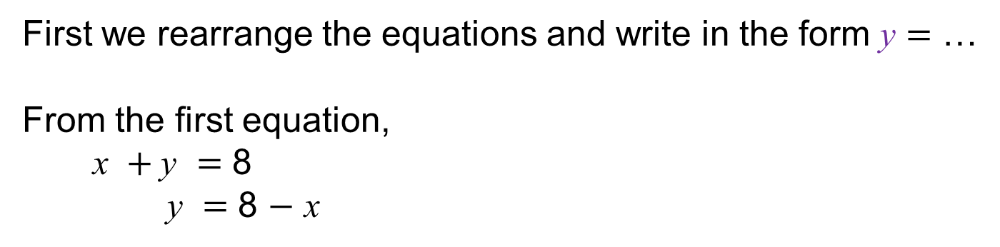 First we rearrange the equations and write in the form y = …
From the first equation,
x + y = 8
y = 8 − x